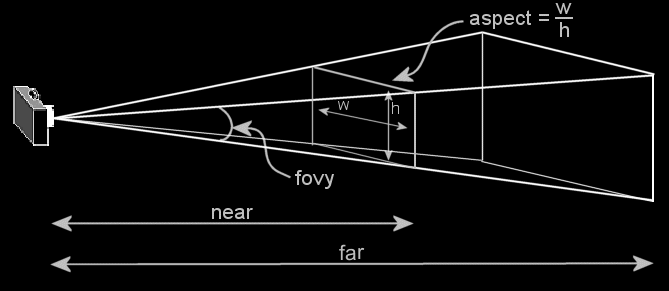 aspect = w/h
w
h
fovy
near
far